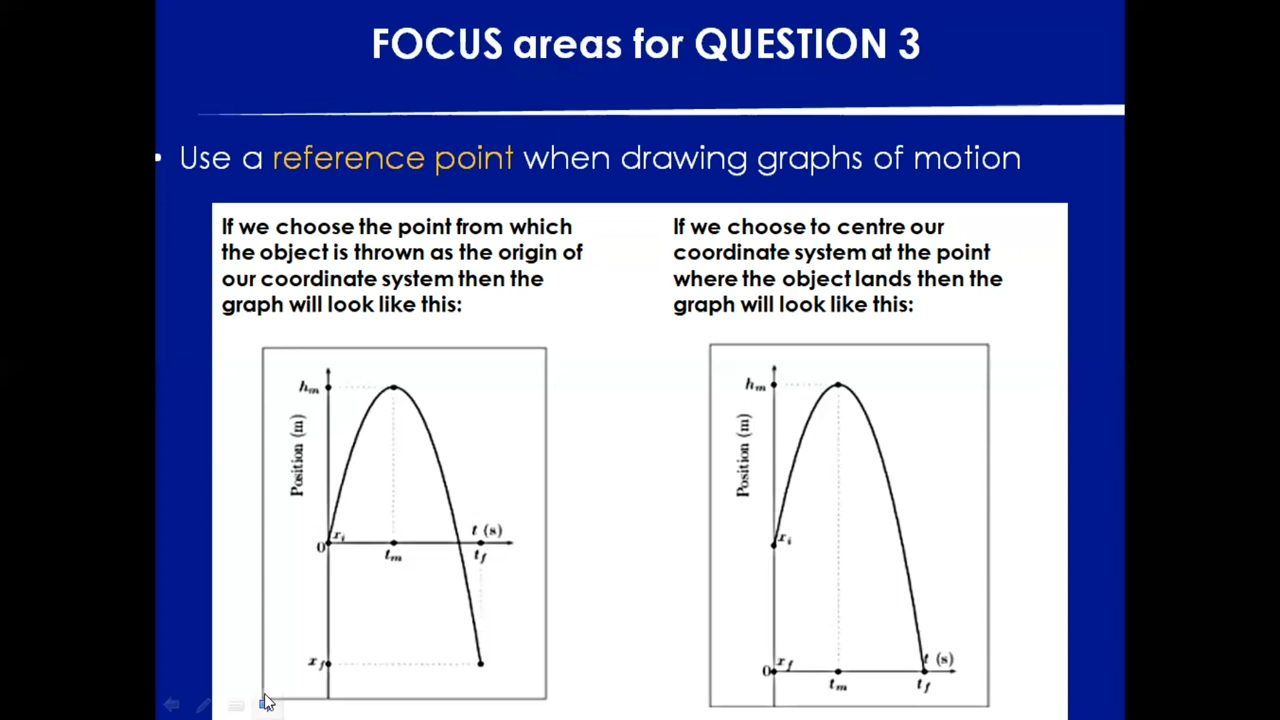 FOCUS areas for QUESTION 3
• Use a reference point when drawing graphs of motion
If we choose the point from which
the object is thrown as the origin of
our coordinate system then the
graph will look like this:
hm
Position (m)
xi
0
t (s)
tm
tf
xf
If we choose to centre our
coordinate system at the point
where the object lands then the
graph will look like this:
hm
Position (m)
xi
xf
t (s)
0
tm
tf